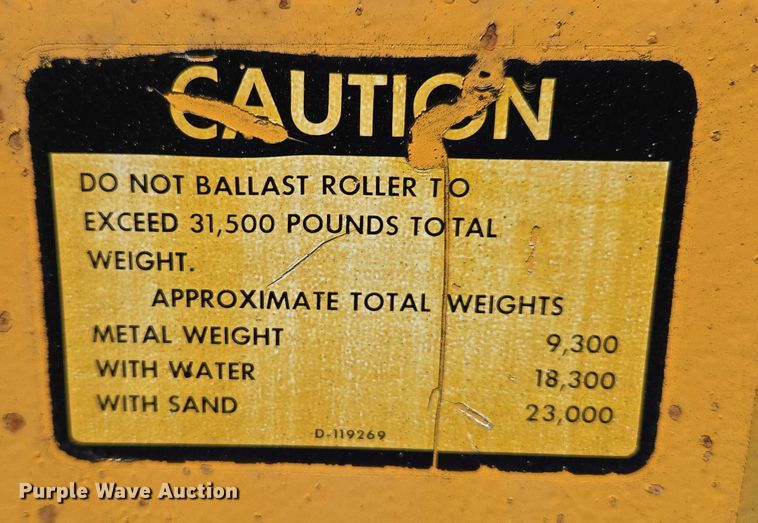 CAUTION
DO NOT BALLAST ROLLER TO
EXCEED 31,500 POUNDS TOTAL
WEIGHT.
APPROXIMATE TOTAL WEIGHTS
METAL WEIGHT 9,300
WITH WATER 18,300
WITH SAND 23,000
D-119269
Purple Wave Auction